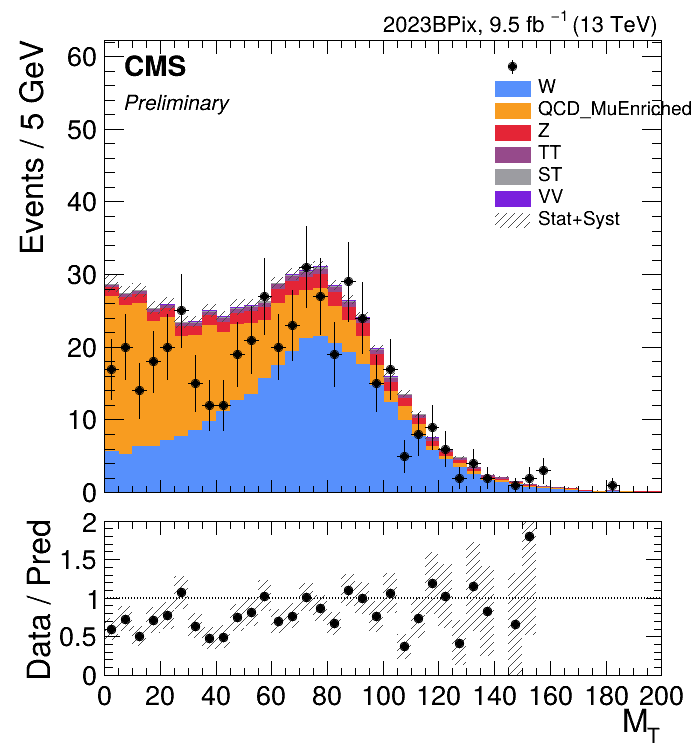 2023BPix, 9.5 fb ⁻¹ (13 TeV)
CMS
Preliminary
W
QCD_MuEnriched
Z
TT
ST
VV
Stat+Syst
Events / 5 GeV
60
50
40
30
20
10
0
Data / Pred
2
1.5
1
0.5
0
0 20 40 60 80 100 120 140 160 180 200
M_T